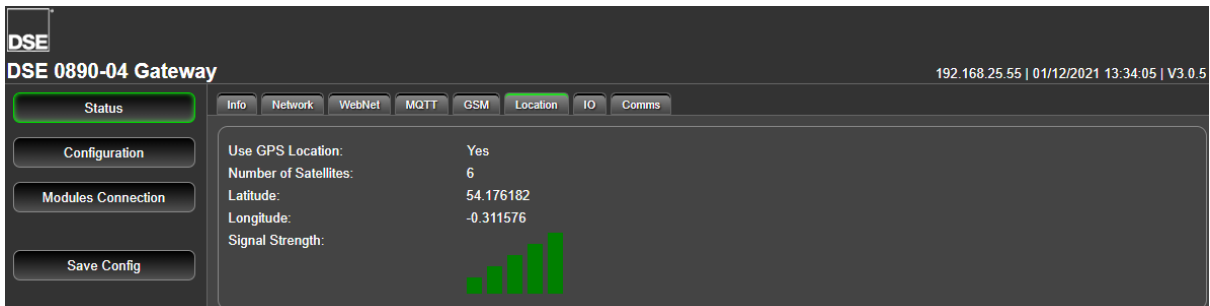 DSE
DSE 0890-04 Gateway
192.168.25.55 | 01/12/2021 13:34:05 | V3.0.5
Status
Info Network WebNet MQTT GSM Location IO Comms
Configuration
Modules Connection
Save Config
Use GPS Location: Yes
Number of Satellites: 6
Latitude: 54.176182
Longitude: -0.311576
Signal Strength: